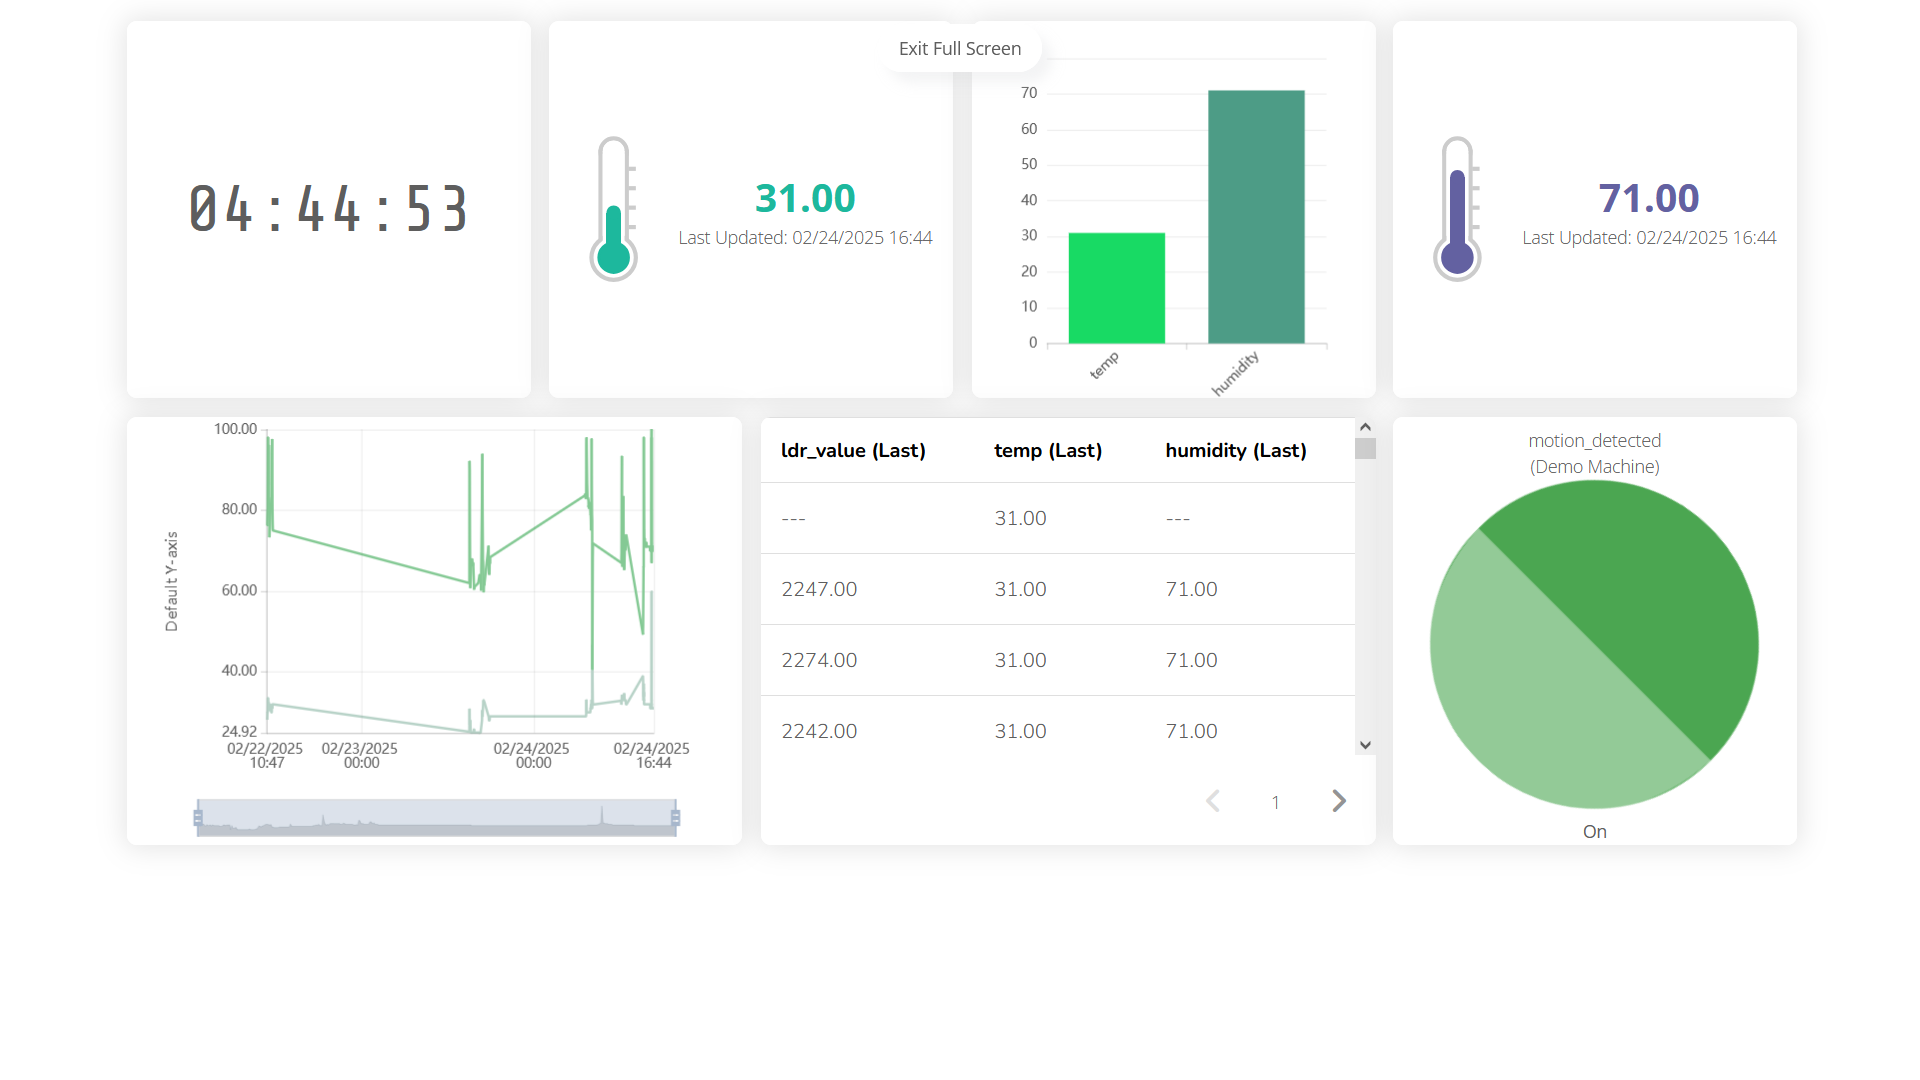 Exit Full Screen
04:44:53
31.00
Last Updated: 02/24/2025 16:44
70
60
50
40
30
20
10
0
temp
humidity
71.00
Last Updated: 02/24/2025 16:44
Default Y-axis
100.00
80.00
60.00
40.00
24.92
02/22/2025 02/23/2025 02/24/2025 02/24/2025
10:47 00:00 00:00 16:44
ldr_value (Last) temp (Last) humidity (Last)
--- 31.00 ---
2247.00 31.00 71.00
2274.00 31.00 71.00
2242.00 31.00 71.00
1
motion_detected
(Demo Machine)
On